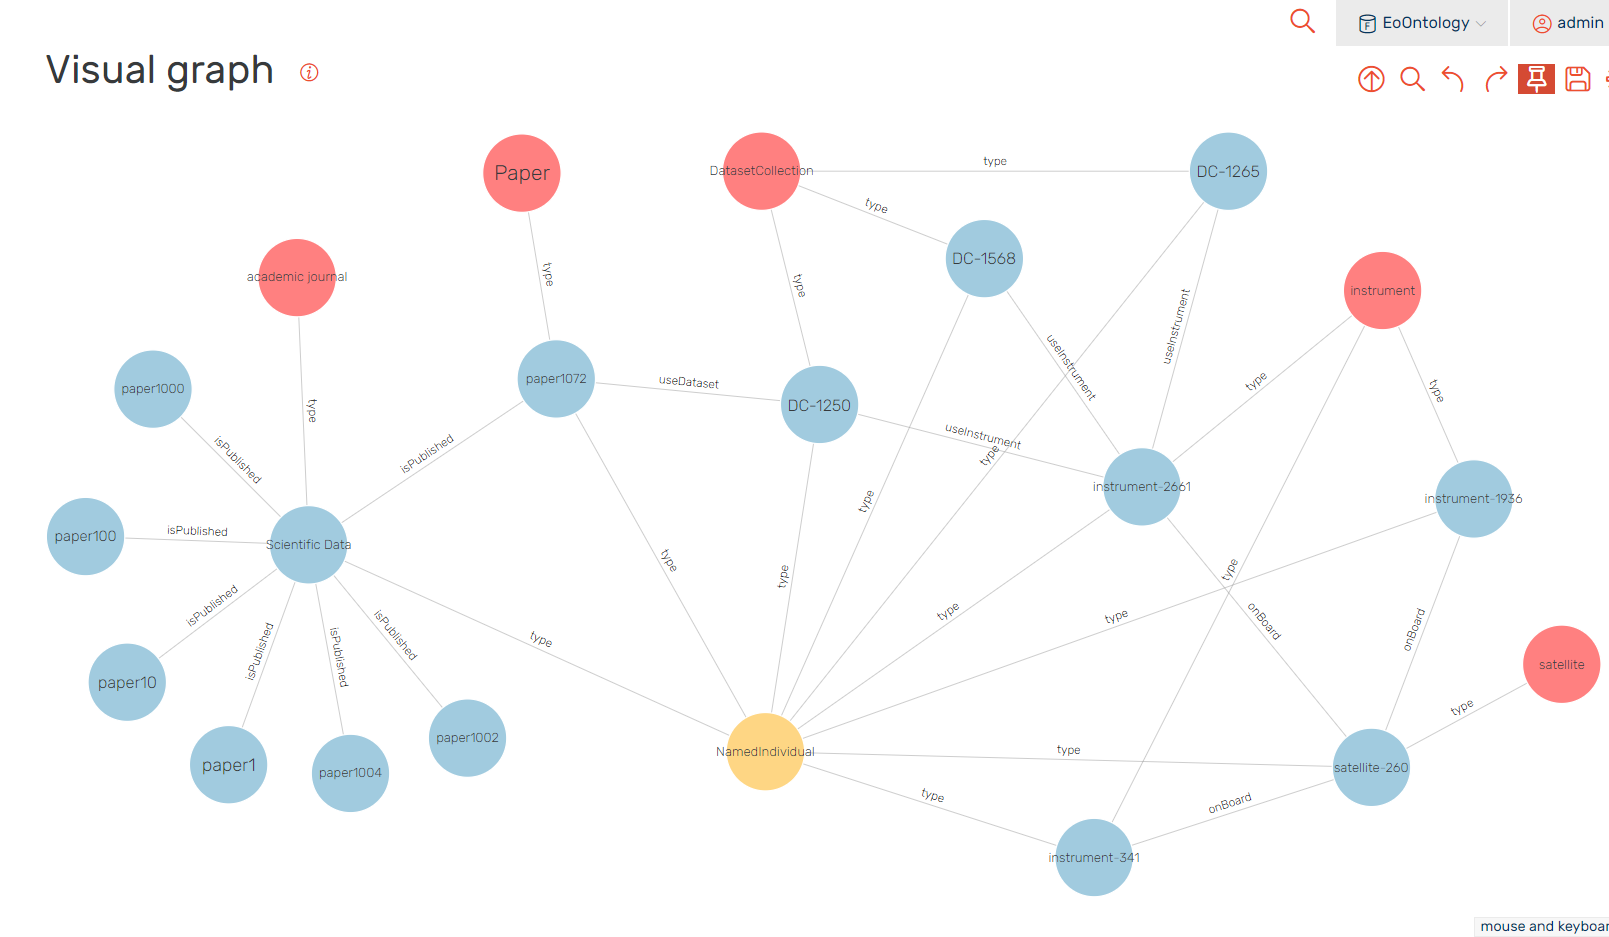 EoOntology
admin
Visual graph
Paper
DatasetCollection
type
DC-1265
type
DC-1568
academic journal
type
type
instrument
useInstrument
useInstrument
paper1000
type
paper1072
useDataset
DC-1250
type
type
isPublished
isPublished
useInstrument
type
instrument-2661
instrument-1936
type
paper100
isPublished
Scientific Data
type
type
type
isPublished
type
type
onBoard
onBoard
isPublished
isPublished
isPublished
type
satellite
paper10
type
paper1
paper1004
paper1002
NamedIndividual
type
satellite-260
type
onBoard
instrument-341
mouse and keyboar